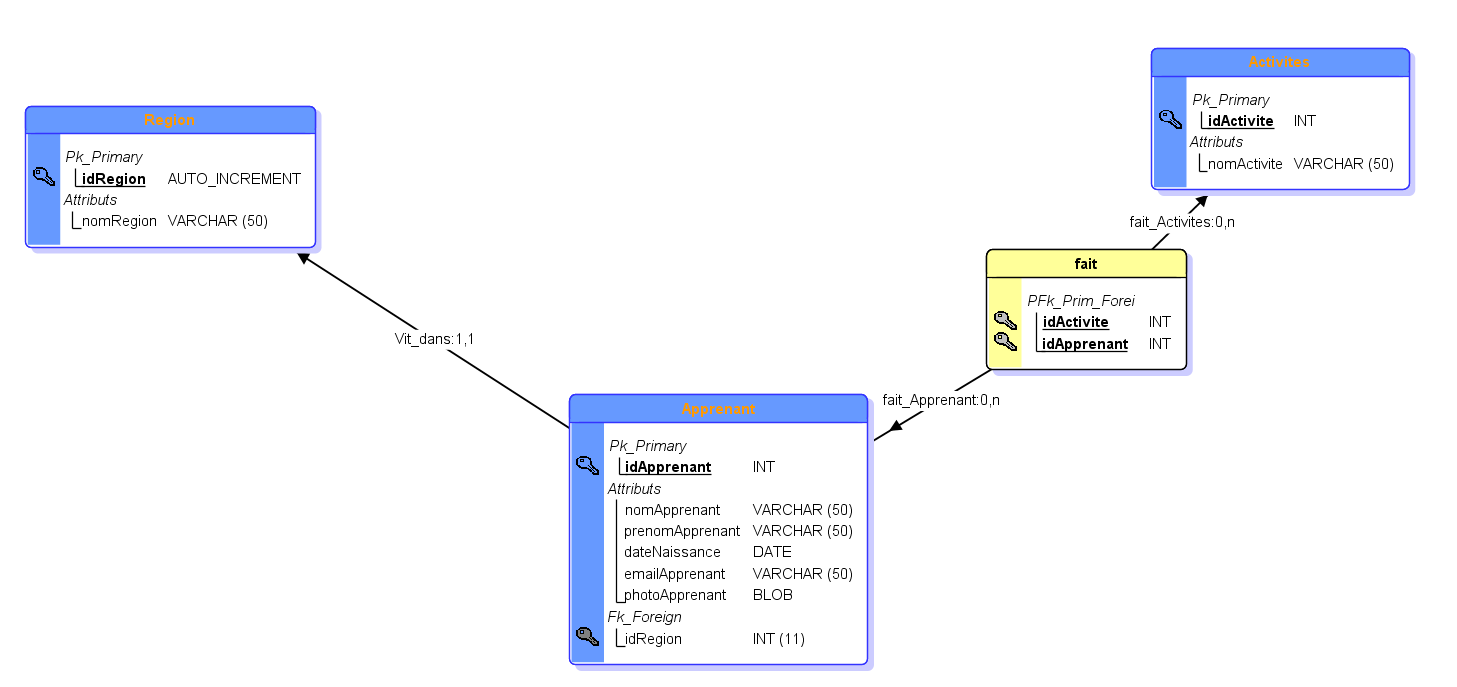 Activites
Pk_Primary
idActivite INT
Attributs
nomActivite VARCHAR (50)
Region
Pk_Primary
idRegion AUTO_INCREMENT
Attributs
nomRegion VARCHAR (50)
fait_Activites:0,n
fait
PFk_Prim_Forei
idActivite INT
idApprenant INT
Vit_dans:1,1
fait_Apprenant:0,n
Apprenant
Pk_Primary
idApprenant INT
Attributs
nomApprenant VARCHAR (50)
prenomApprenant VARCHAR (50)
dateNaissance DATE
emailApprenant VARCHAR (50)
photoApprenant BLOB
Fk_Foreign
idRegion INT (11)